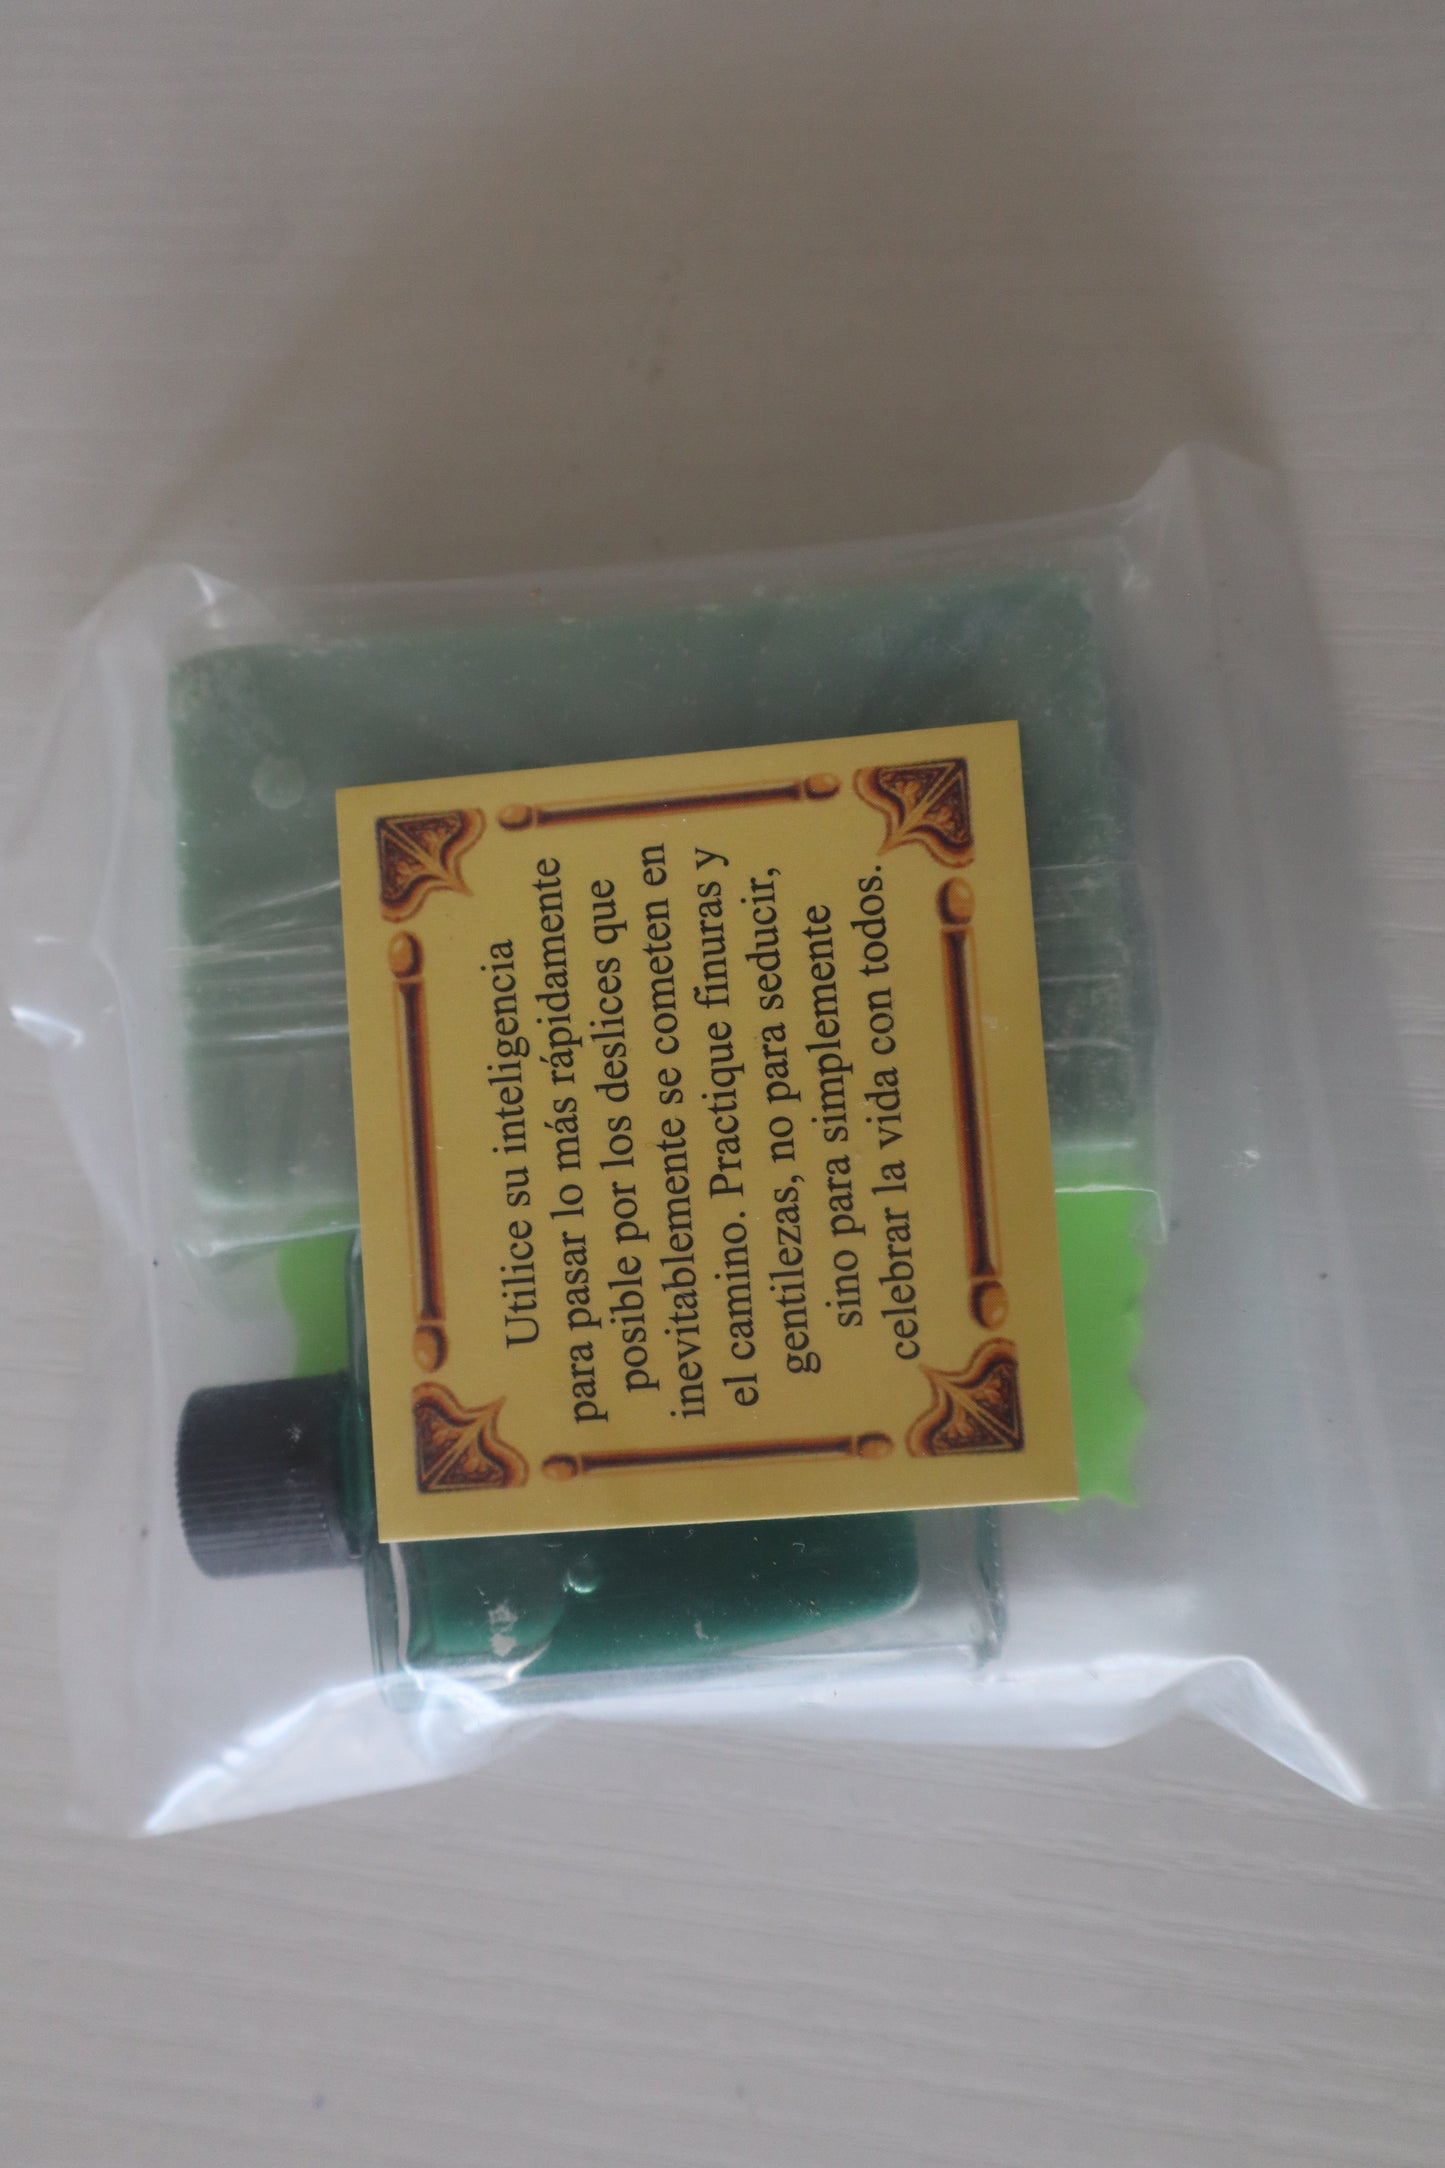 Utilice su inteligencia
para pasar lo más rápidamente
posible por los deslices que
inevitablemente se cometen en
el camino. Practique finuras y
gentilezas, no para seducir,
sino para simplemente
celebrar la vida con todos.